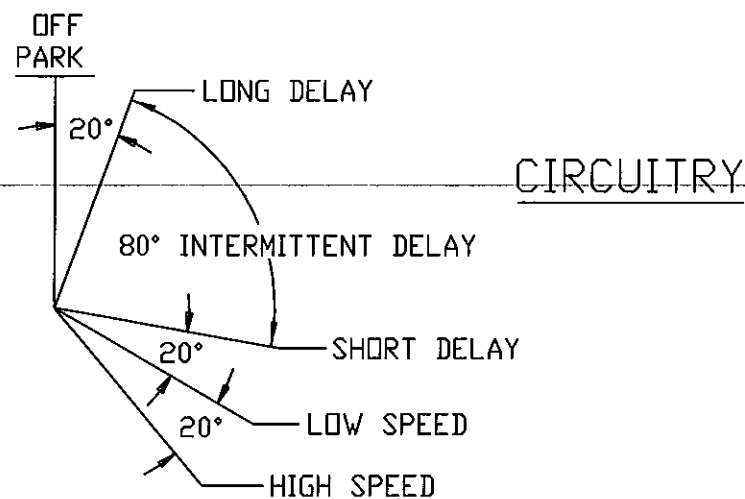 OFF
PARK
LONG DELAY
20°
CIRCUITRY
80° INTERMITTENT DELAY
SHORT DELAY
20°
LOW SPEED
20°
HIGH SPEED